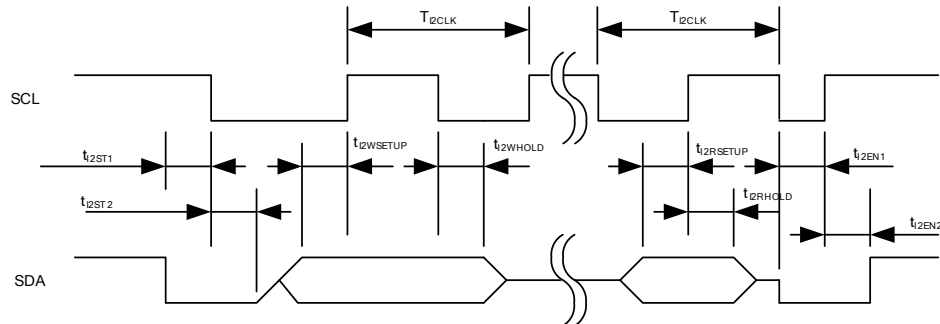 TI2CLK TI2CLK
SCL
tI2ST1 tI2WSETUP tI2WHOLD tI2RSETUP tI2EN1
tI2ST2 tI2RHOLD tI2EN2
SDA